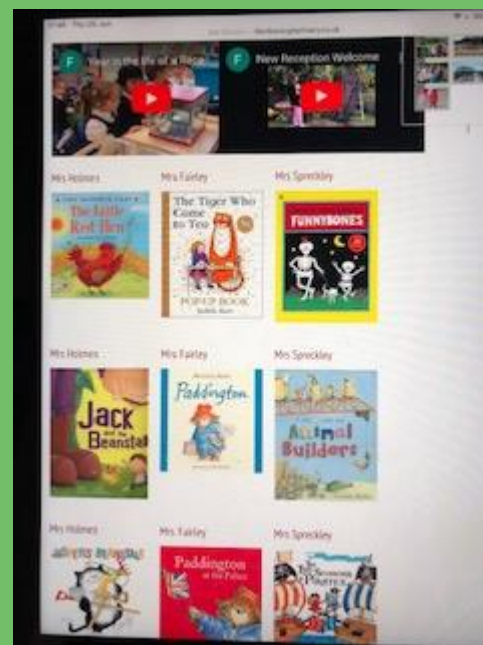 Year in the life of a Rece
New Reception Welcome
Mrs Holmes
Mrs Fairley
Mrs Spreckley
The Little
Red Hen
The Tiger Who
Came
to Tea
POP-UP BOOK
Judith Kerr
FUNNYBONES
Mrs Holmes
Mrs Fairley
Mrs Spreckley
Jack
and the
Beanstalk
Paddington
Animal
Builders
Mrs Holmes
Mrs Fairley
Mrs Spreckley
Paddington
at the Palace